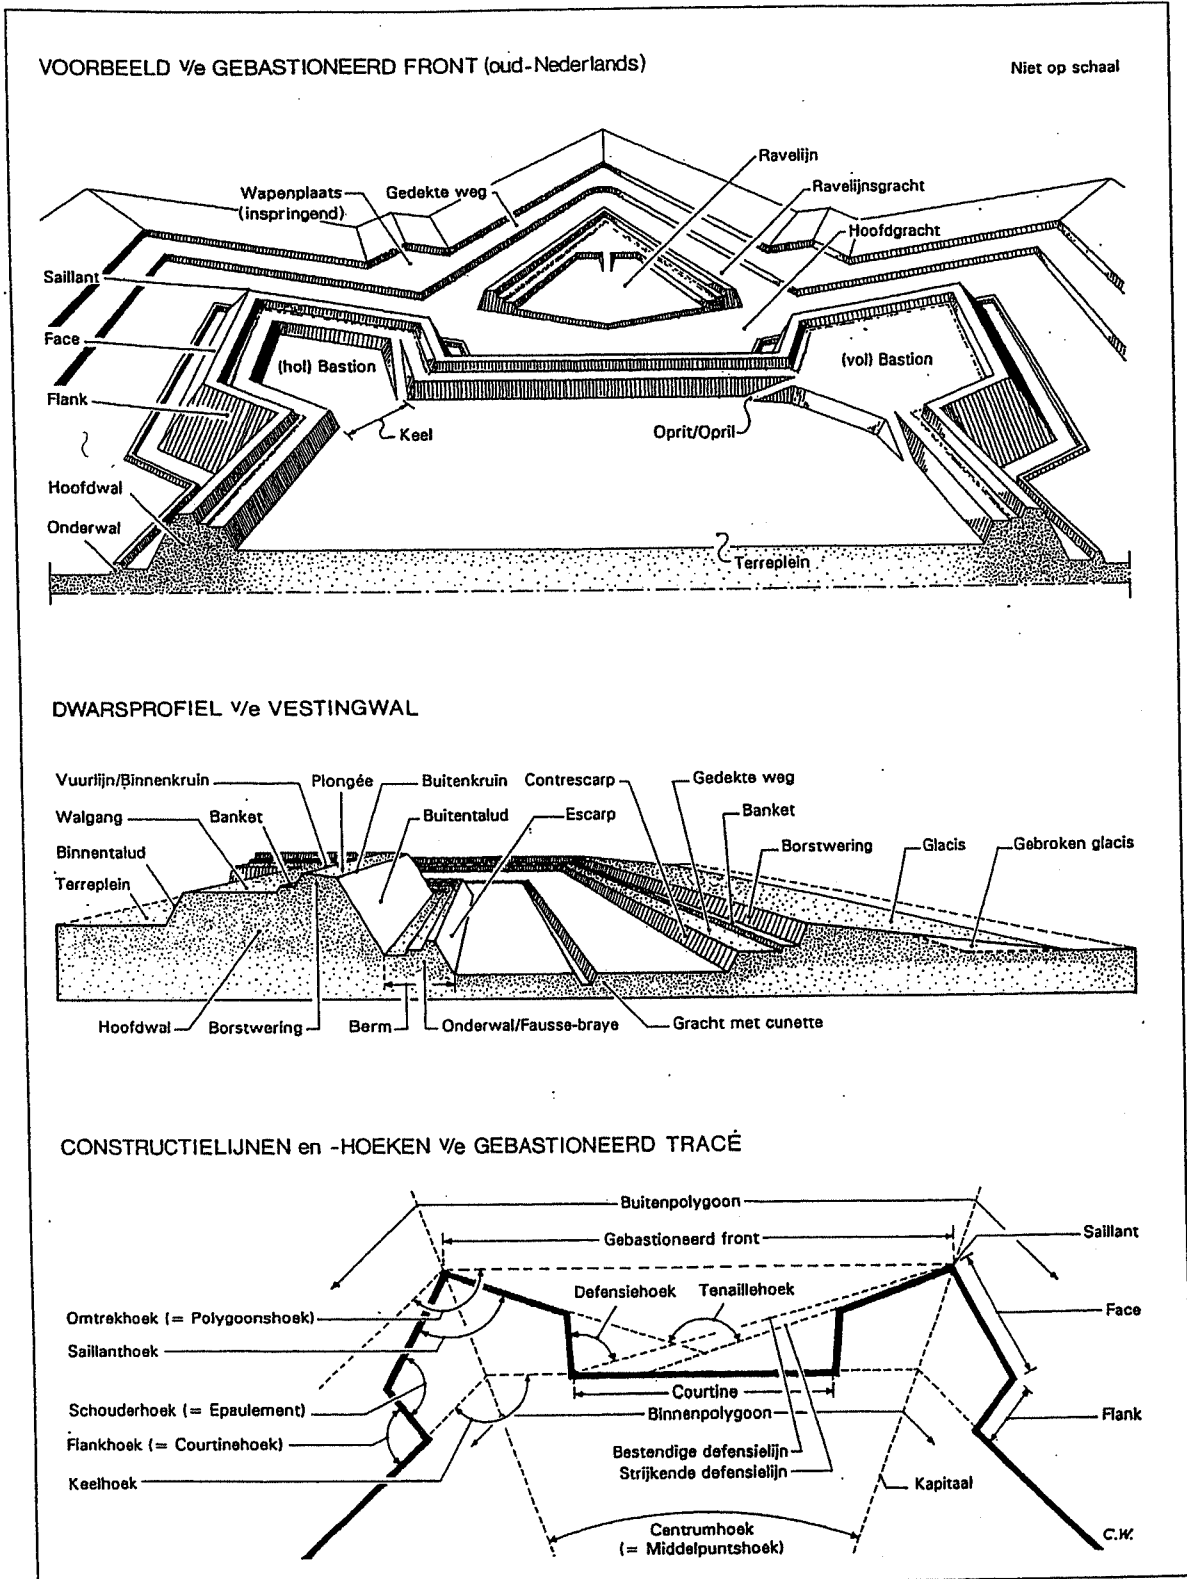 VOORBEELD v/e GEBASTIONEERD FRONT (oud-Nederlands)
Niet op schaal
Ravelijn
Wapenplaats
(inspringend)
Gedekte weg
Ravelijnsgracht
Hoofdgracht
Saillant
Face
(hol) Bastion
(vol) Bastion
Flank
Keel
Oprit/Opril
Hoofdwal
Onderwal
Terreplein
DWARSPROFIEL v/e VESTINGWAL
Vuurlijn/Binnenkruin
Plongée
Buitenkruin
Contrescarp
Gedekte weg
Walgang
Banket
Buitentalud
Escarp
Banket
Binnentalud
Borstwering
Glacis
Gebroken glacis
Terreplein
Hoofdwal
Borstwering
Berm
Onderwal/Fausse-braye
Gracht met cunette
CONSTRUCTIELIJNEN en -HOEKEN v/e GEBASTIONEERD TRACÉ
Buitenpolygoon
Gebastioneerd front
Saillant
Defensiehoek
Tenaillehoek
Omtrekhoek (= Polygoonshoek)
Face
Saillanthoek
Courtine
Schouderhoek (= Epaulement)
Binnenpolygoon
Flank
Flankhoek (= Courtinehoek)
Bestendige defensielijn
Strijkende defensielijn
Keelhoek
Kapitaal
Centrumhoek
(= Middelpuntshoek)
C.W.